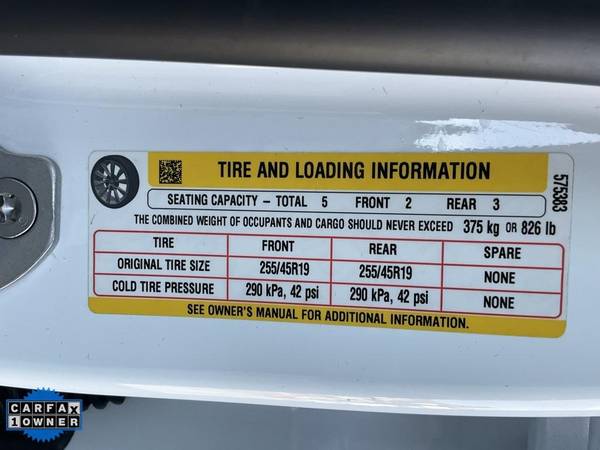 TIRE AND LOADING INFORMATION
SEATING CAPACITY – TOTAL 5 FRONT 2 REAR 3
THE COMBINED WEIGHT OF OCCUPANTS AND CARGO SHOULD NEVER EXCEED 375 kg OR 826 lb
TIRE FRONT REAR SPARE
ORIGINAL TIRE SIZE 255/45R19 255/45R19 NONE
COLD TIRE PRESSURE 290 kPa, 42 psi 290 kPa, 42 psi NONE
SEE OWNER'S MANUAL FOR ADDITIONAL INFORMATION.
575383
CARFAX
1 OWNER